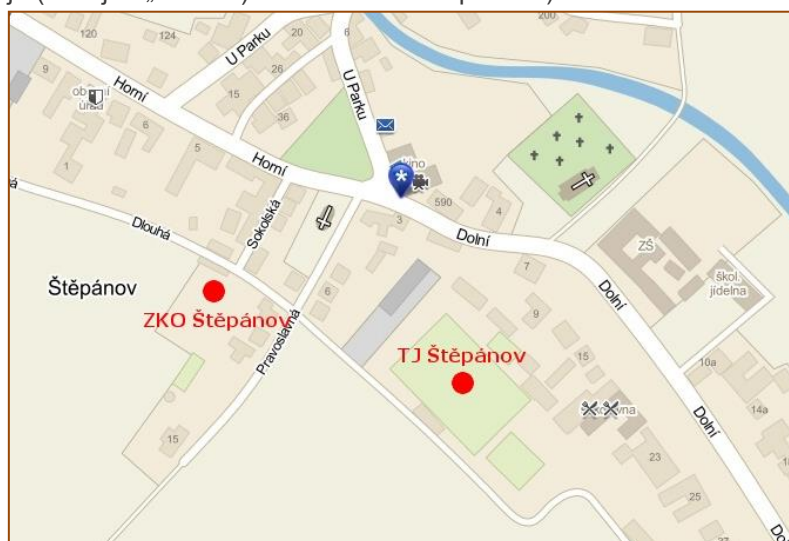 120
124
20
6
200
U Parku
9
26
Horní
15
U Parku
6
36
5
kino
1
Horní
590
4
3
Dolní
ZŠ
Sokolská
Dlouhá
7
škol.
jídelna
Štěpánov
Dolní
6
9
ZKO Štěpánov
TJ Štěpánov
Pravoslavná
15
10a
14a
15
Dolní
23
25
27